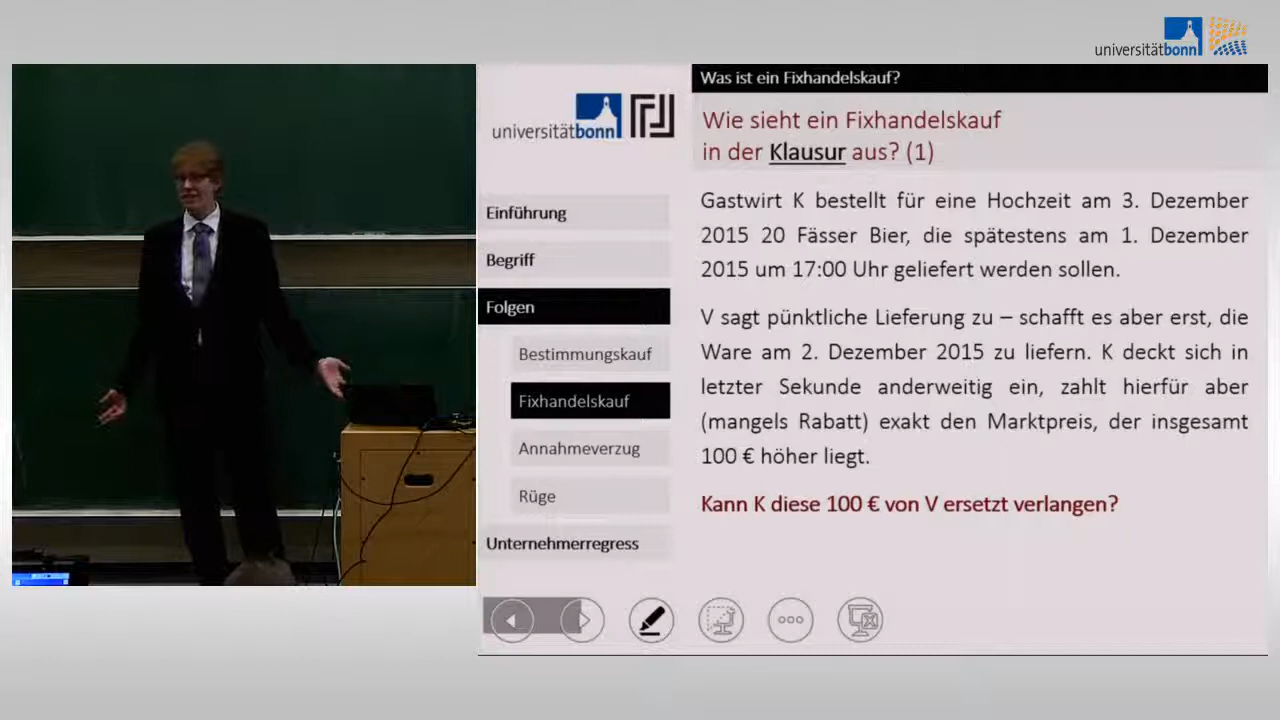 universitätbonn
Was ist ein Fixhandelskauf?
universitätbonn
Wie sieht ein Fixhandelskauf
in der Klausur aus? (1)
Einführung
Begriff
Folgen
Bestimmungskauf
Fixhandelskauf
Annahmeverzug
Rüge
Unternehmerregress
Gastwirt K bestellt für eine Hochzeit am 3. Dezember
2015 20 Fässer Bier, die spätestens am 1. Dezember
2015 um 17:00 Uhr geliefert werden sollen.
V sagt pünktliche Lieferung zu – schafft es aber erst, die
Ware am 2. Dezember 2015 zu liefern. K deckt sich in
letzter Sekunde anderweitig ein, zahlt hierfür aber
(mangels Rabatt) exakt den Marktpreis, der insgesamt
100 € höher liegt.
Kann K diese 100 € von V ersetzt verlangen?